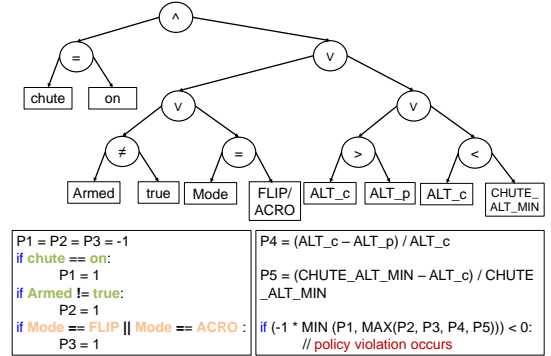 ^
=
v
chute
on
v
v
≠
=
>
<
Armed
true
Mode
FLIP/
ACRO
ALT_c
ALT_p
ALT_c
CHUTE_
ALT_MIN
P1 = P2 = P3 = -1
if chute == on:
P1 = 1
if Armed != true:
P2 = 1
if Mode == FLIP || Mode == ACRO :
P3 = 1
P4 = (ALT_c – ALT_p) / ALT_c
P5 = (CHUTE_ALT_MIN – ALT_c) / CHUTE
_ALT_MIN
if (-1 * MIN (P1, MAX(P2, P3, P4, P5))) < 0:
// policy violation occurs